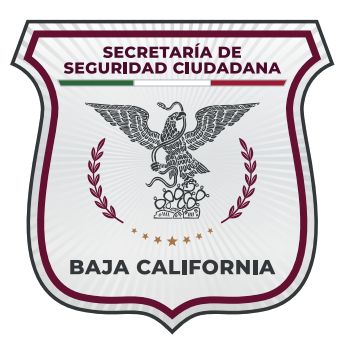 SECRETARÍA DE
SEGURIDAD CIUDADANA
BAJA CALIFORNIA